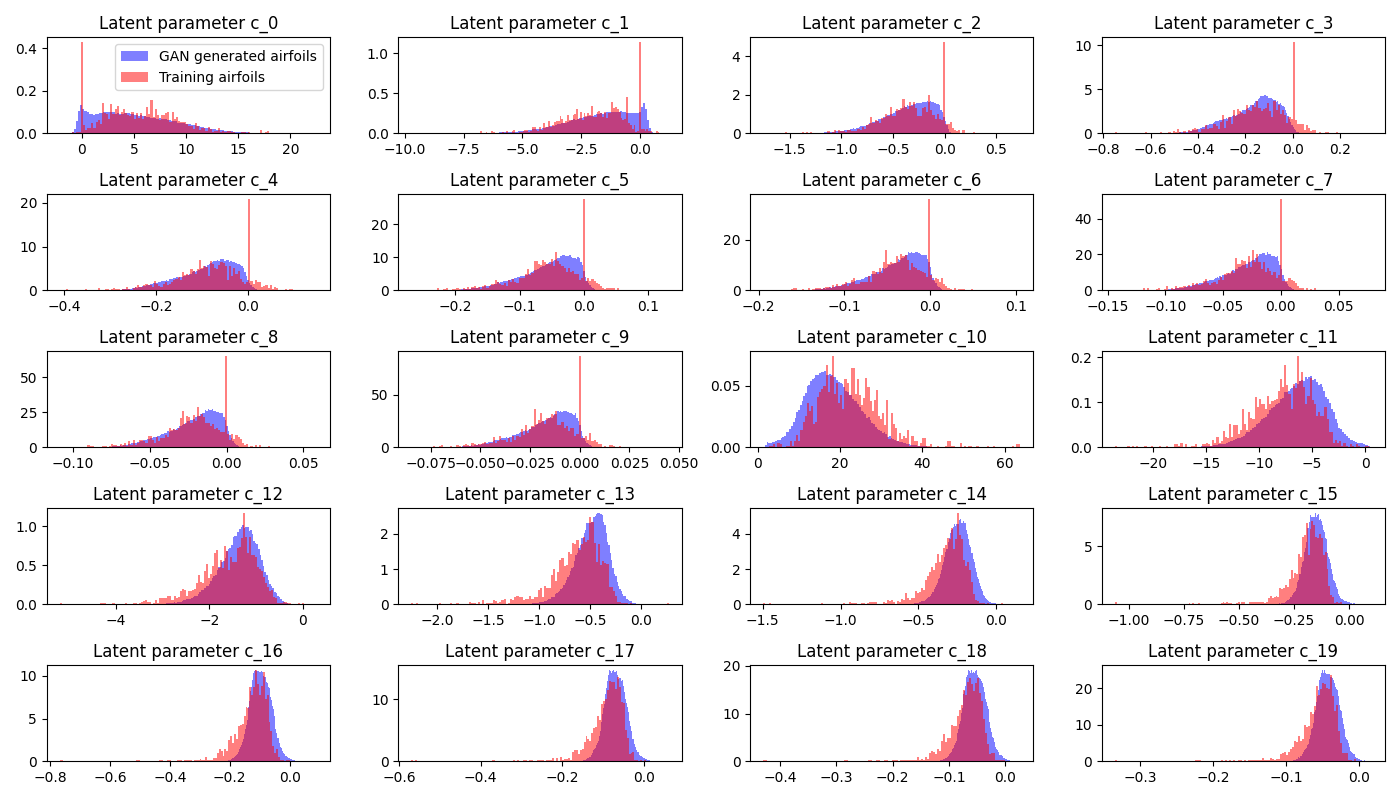 Latent parameter c_0 Latent parameter c_1 Latent parameter c_2 Latent parameter c_3
GAN generated airfoils
Training airfoils
0.4
0.2
0.0
0 5 10 15 20
1.0
0.5
0.0
−10.0 −7.5 −5.0 −2.5 0.0
4
2
0
−1.5 −1.0 −0.5 0.0 0.5
10
5
0
−0.8 −0.6 −0.4 −0.2 0.0 0.2
Latent parameter c_4 Latent parameter c_5 Latent parameter c_6 Latent parameter c_7
20
10
0
−0.4 −0.2 0.0
20
10
0
−0.2 −0.1 0.0 0.1
20
0
−0.2 −0.1 0.0 0.1
40
20
0
−0.15 −0.10 −0.05 0.00 0.05
Latent parameter c_8 Latent parameter c_9 Latent parameter c_10 Latent parameter c_11
50
25
0
−0.10 −0.05 0.00 0.05
50
0
−0.075 −0.050 −0.025 0.000 0.025 0.050
0.05
0.00
0 20 40 60
0.2
0.1
0.0
−20 −15 −10 −5 0
Latent parameter c_12 Latent parameter c_13 Latent parameter c_14 Latent parameter c_15
1.0
0.5
0.0
−4 −2 0
2
1
0
−2.0 −1.5 −1.0 −0.5 0.0
4
2
0
−1.5 −1.0 −0.5 0.0
5
0
−1.00 −0.75 −0.50 −0.25 0.00
Latent parameter c_16 Latent parameter c_17 Latent parameter c_18 Latent parameter c_19
10
5
0
−0.8 −0.6 −0.4 −0.2 0.0
10
0
−0.6 −0.4 −0.2 0.0
20
10
0
−0.4 −0.3 −0.2 −0.1 0.0
20
10
0
−0.3 −0.2 −0.1 0.0